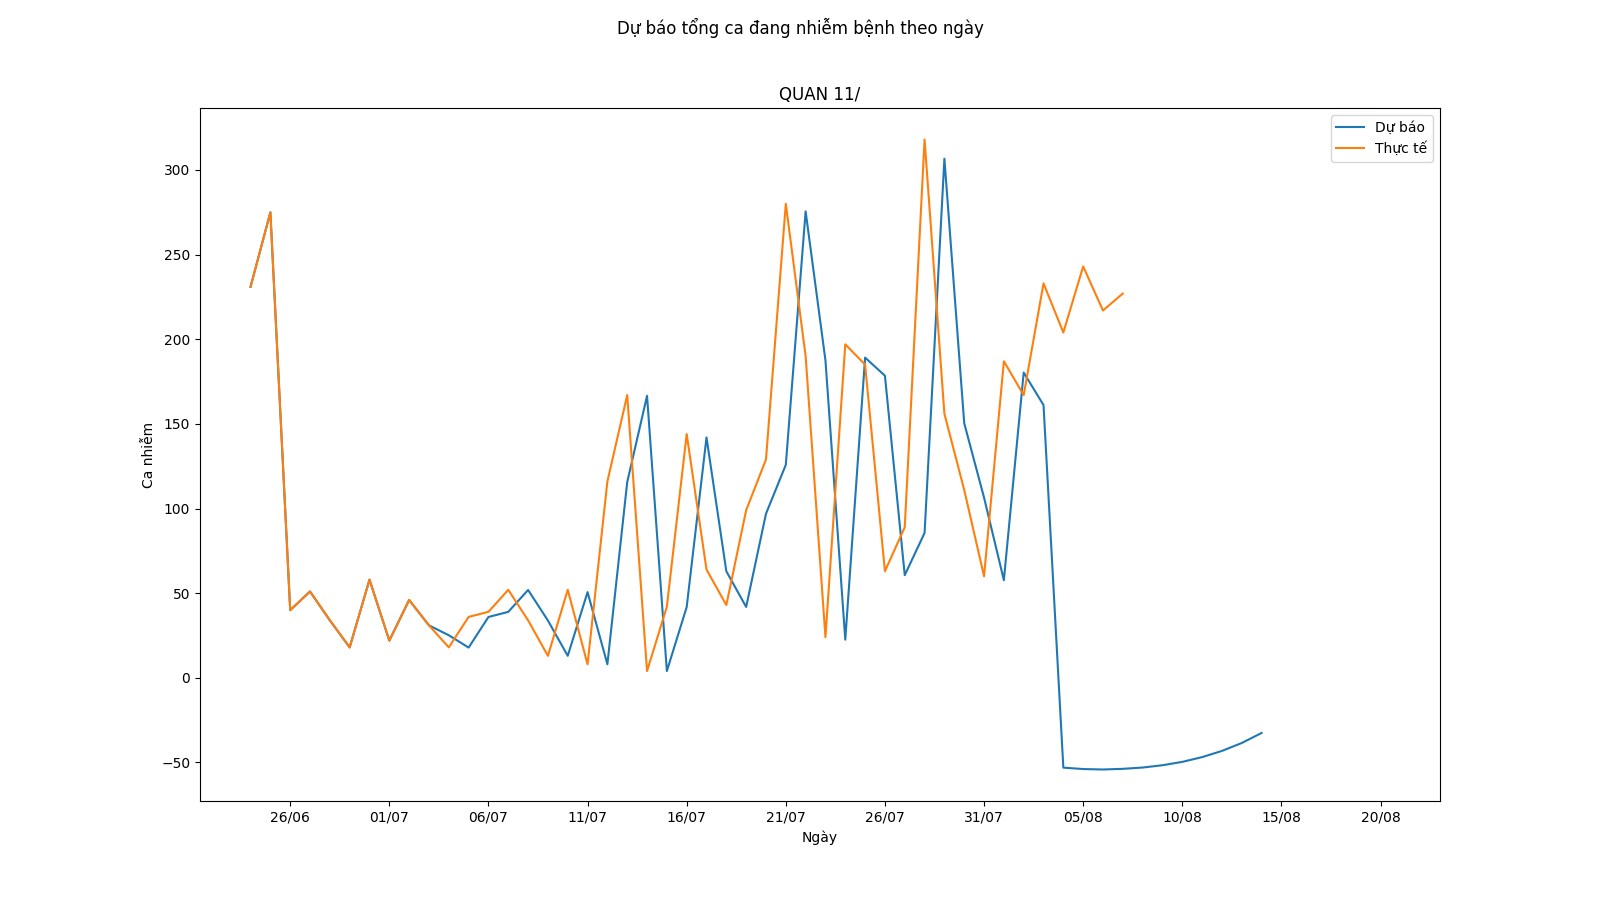 Dự báo tổng ca đang nhiễm bệnh theo ngày
QUAN 11/
Dự báo
Thực tế
300
250
200
150
100
50
0
−50
Ca nhiễm
26/06 01/07 06/07 11/07 16/07 21/07 26/07 31/07 05/08 10/08 15/08 20/08
Ngày